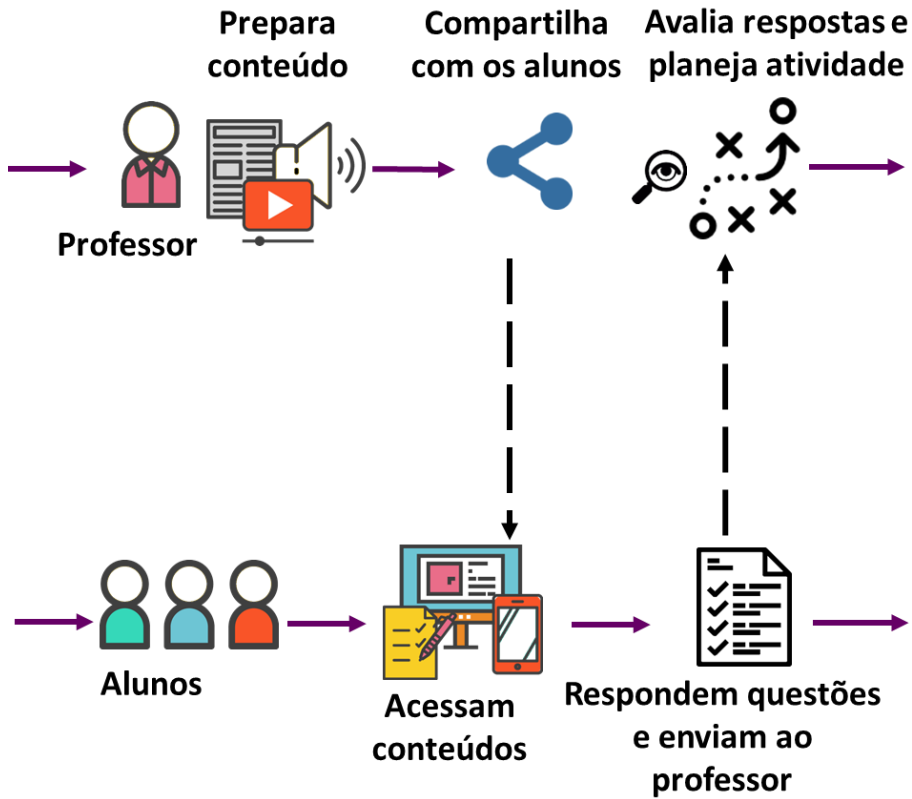 Prepara
conteúdo
Compartilha
com os alunos
Avalia respostas e
planeja atividade
Professor
Alunos
Acessam
conteúdos
Respondem questões
e enviam ao
professor